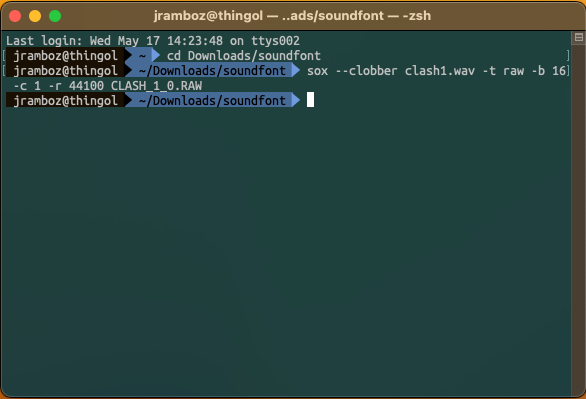 jramboz@thingol — ..ads/soundfont — -zsh
Last login: Wed May 17 14:23:48 on ttys002
[ jramboz@thingol ~ cd Downloads/soundfont ]
[ jramboz@thingol ~/Downloads/soundfont sox --clobber clash1.wav -t raw -b 16]
-c 1 -r 44100 CLASH_1_0.RAW
jramboz@thingol ~/Downloads/soundfont